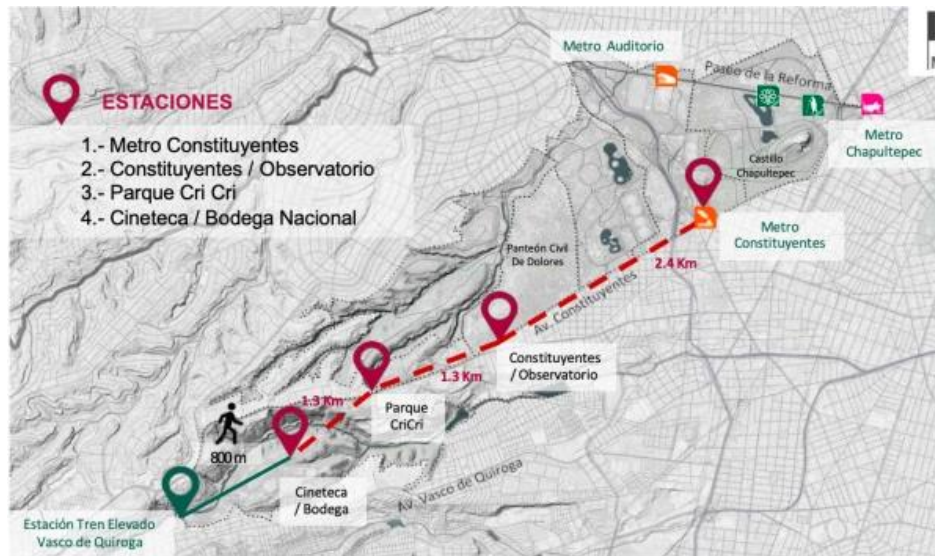 Metro Auditorio
Paseo de la Reforma
ESTACIONES
1.- Metro Constituyentes
2.- Constituyentes / Observatorio
3.- Parque Cri Cri
4.- Cineteca / Bodega Nacional
Metro
Chapultepec
Castillo
Chapultepec
Metro
Constituyentes
Panteón Civil
De Dolores
2.4 Km
Av. Constituyentes
Constituyentes
/ Observatorio
1.3 Km
1.3 Km
Parque
CriCri
800 m
Cineteca
/ Bodega
Av. Vasco de Quiroga
Estación Tren Elevado
Vasco de Quiroga